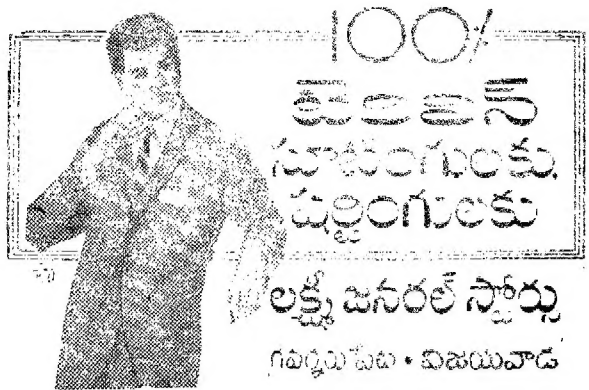 100%
టెరిలిన్
సూటింగులకు,
షర్టింగులకు
లక్ష్మీ జనరల్ స్టోర్సు
గవర్నరు పేట • విజయవాడ